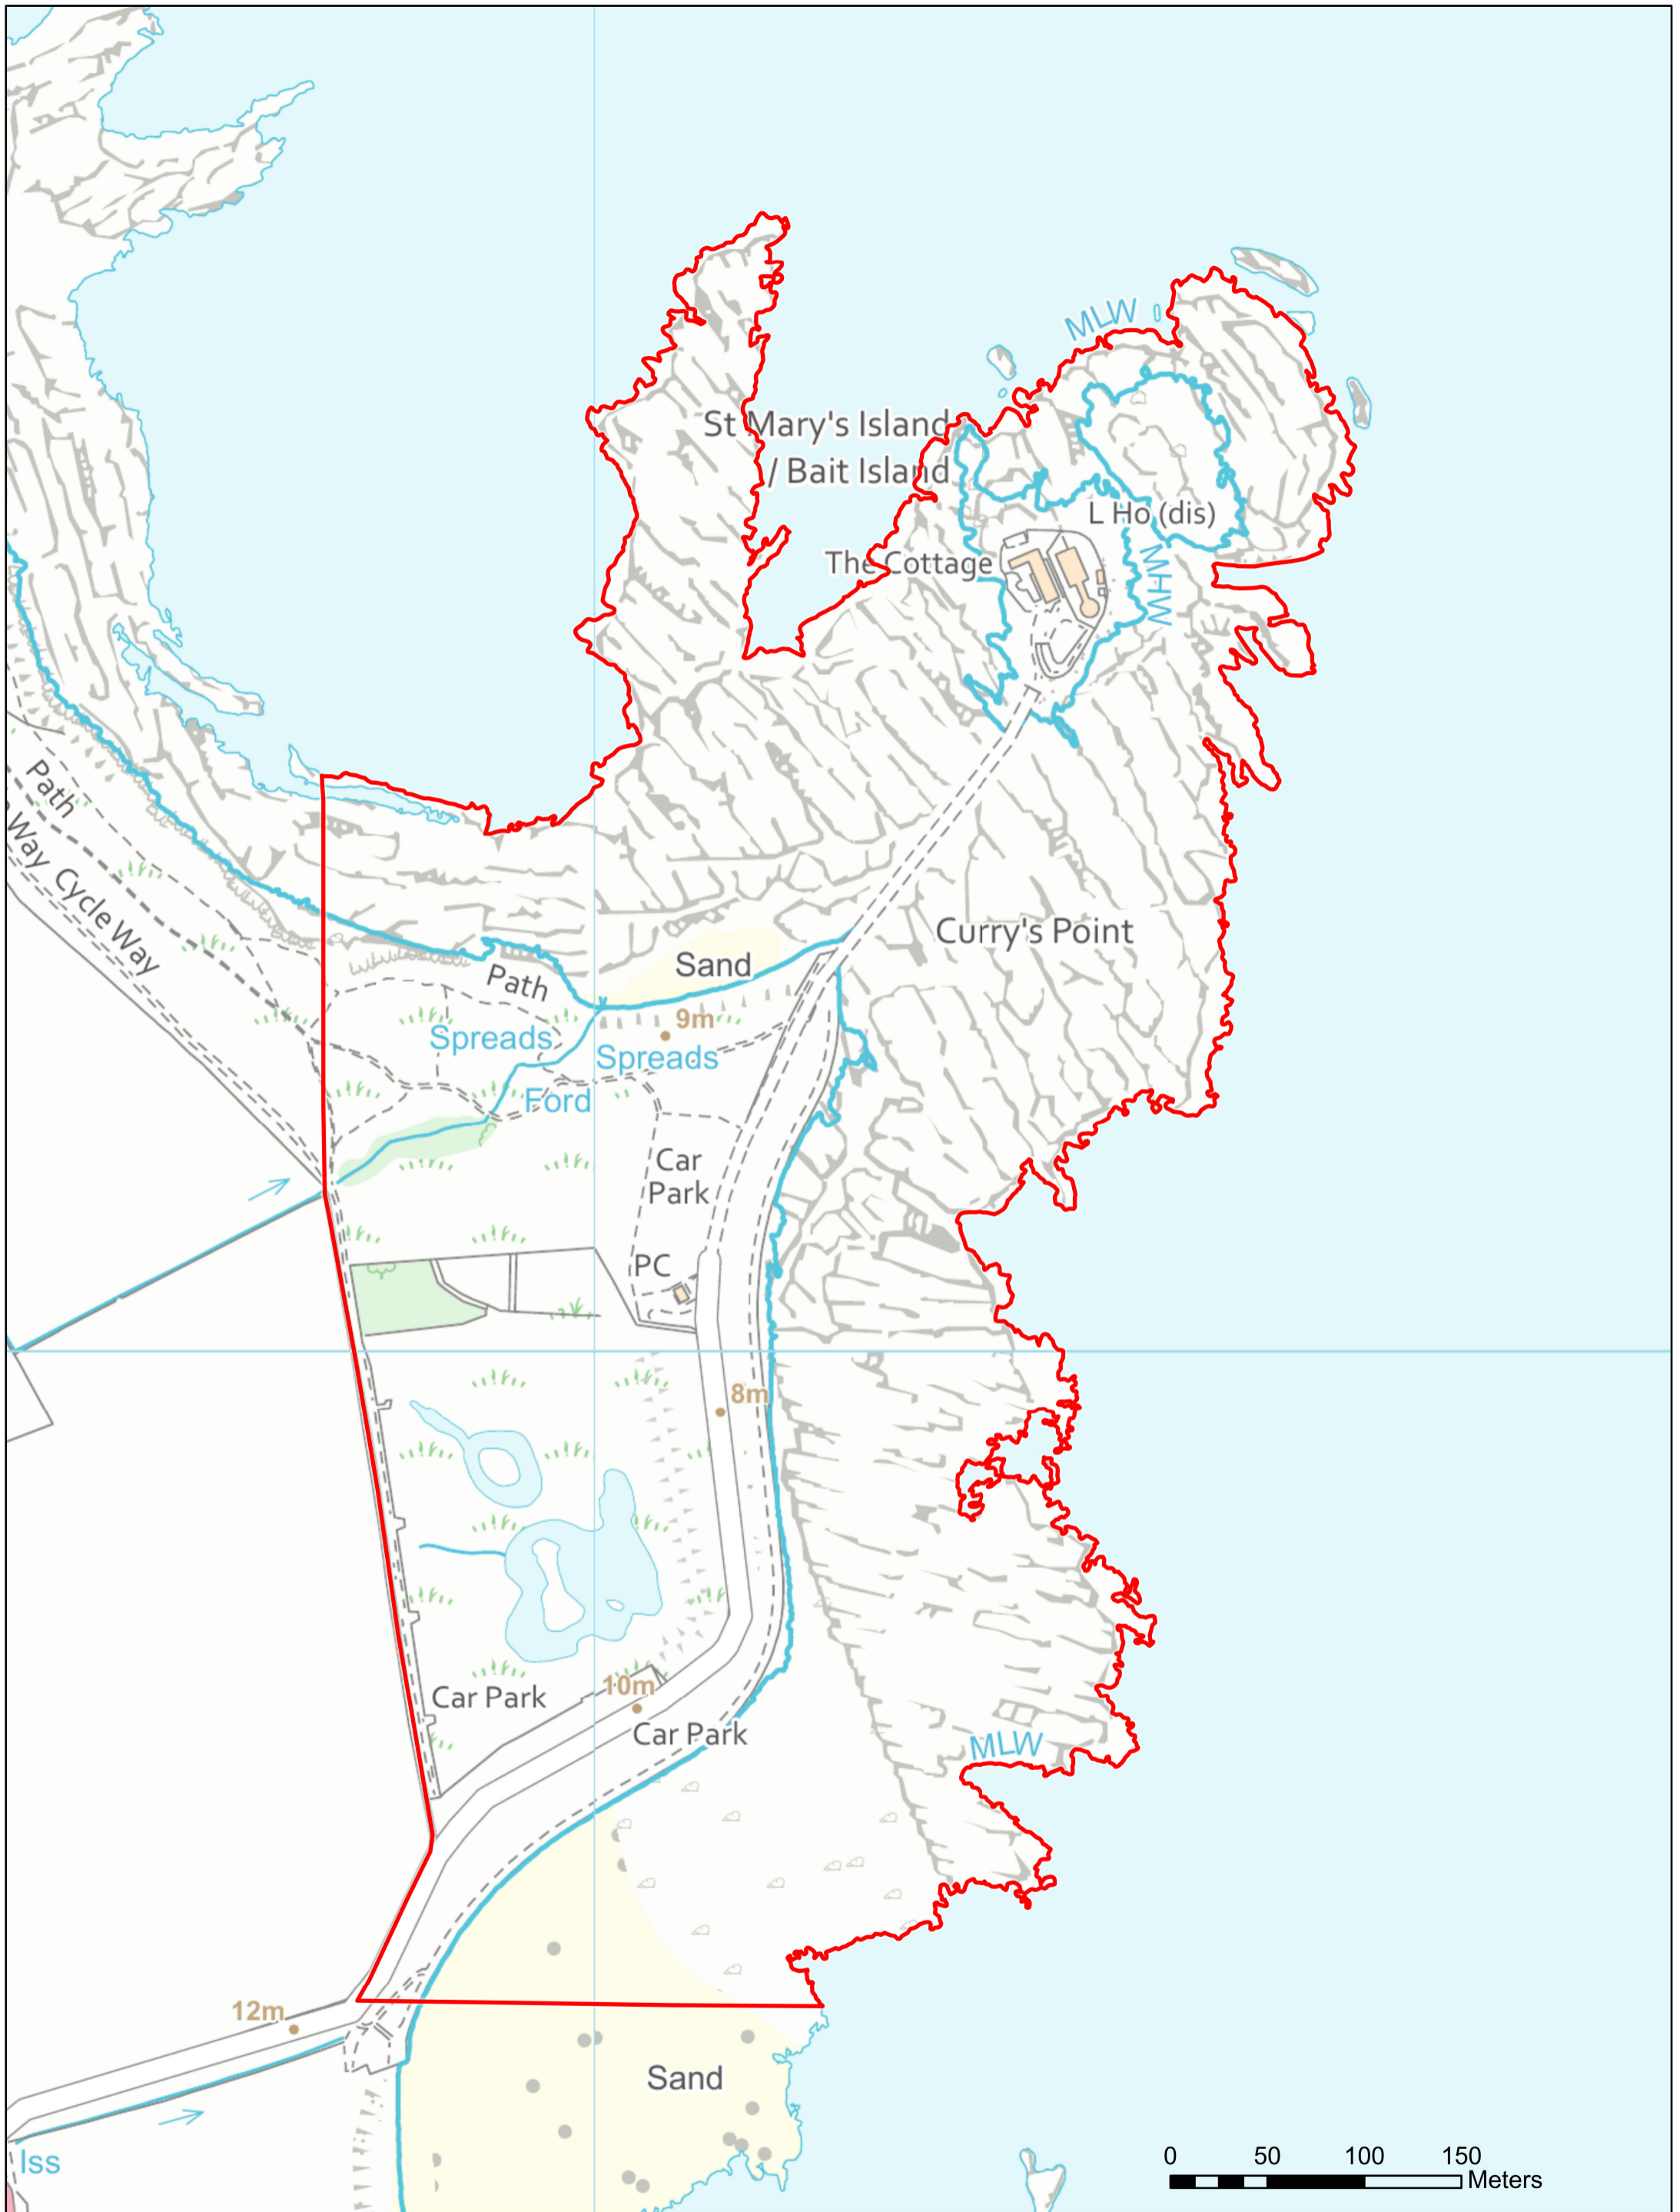 MLW
St Mary's Island
/ Bait Island
L Ho (dis)
The Cottage
MHW
Path
Way Cycle Way
Curry's Point
Sand
Path
9m
Spreads
Spreads
Ford
Car
Park
PC
8m
10m
Car Park
Car Park
MLW
12m
Sand
Iss
0 50 100 150
Meters